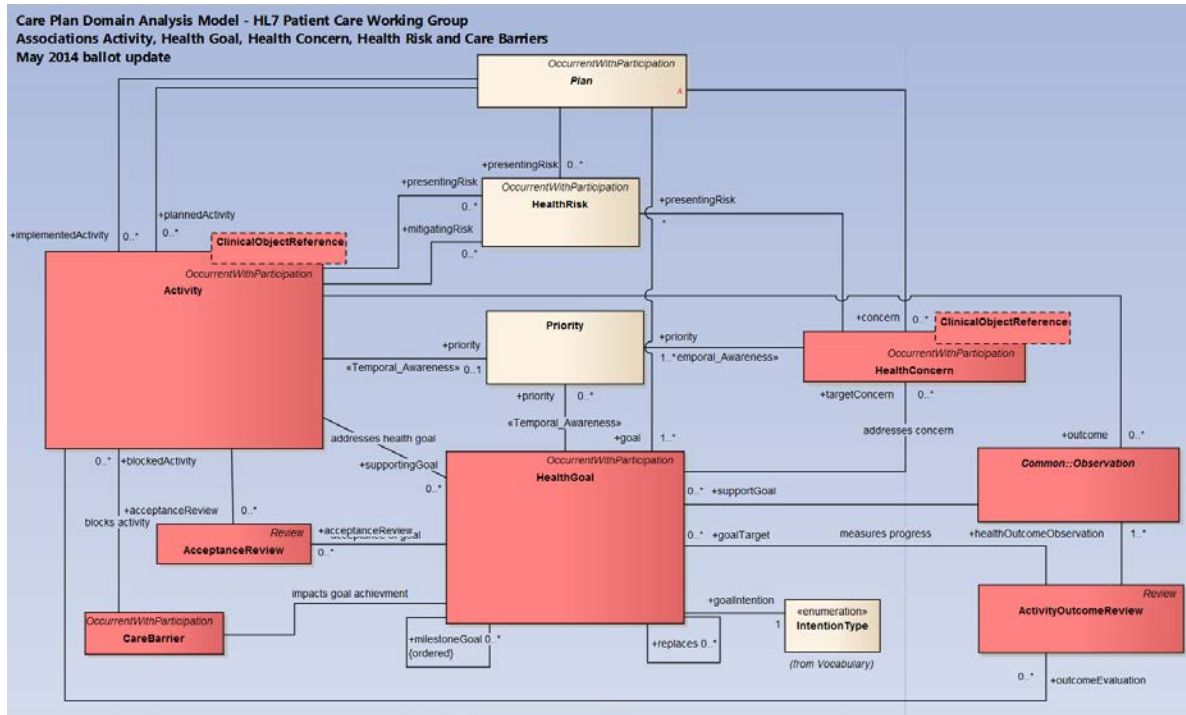 Care Plan Domain Analysis Model - HL7 Patient Care Working Group
Associations Activity, Health Goal, Health Concern, Health Risk and Care Barriers
May 2014 ballot update
OccurrentWithParticipation
Plan
A
+presentingRisk 0..*
+presentingRisk
0..*
OccurrentWithParticipation
HealthRisk
+presentingRisk
*
+plannedActivity
+implementedActivity 0..*
0..*
+mitigatingRisk
0..*
ClinicalObjectReference
OccurrentWithParticipation
Activity
+concern 0..*
ClinicalObjectReference
OccurrentWithParticipation
HealthConcern
Priority
+priority
«Temporal_Awareness» 0..1
+priority
1..* emporal_Awareness»
+priority 0..*
«Temporal_Awareness»
+targetConcern 0..*
addresses concern
addresses health goal
+goal 1..*
+supportingGoal
0..*
+outcome 0..*
OccurrentWithParticipation
HealthGoal
Common::Observation
0..* +blockedActivity
blocks activity
+acceptanceReview 0..*
Review
AcceptanceReview
+acceptanceReview
acceptance of goal
0..*
0..* +supportGoal
0..* +goalTarget
measures progress
+healthOutcomeObservation 1..*
Review
ActivityOutcomeReview
impacts goal achievment
OccurrentWithParticipation
CareBarrier
+goalIntention
1
«enumeration»
IntentionType
(from Vocabulary)
+milestoneGoal 0..*
{ordered}
+replaces 0..*
0..* +outcomeEvaluation